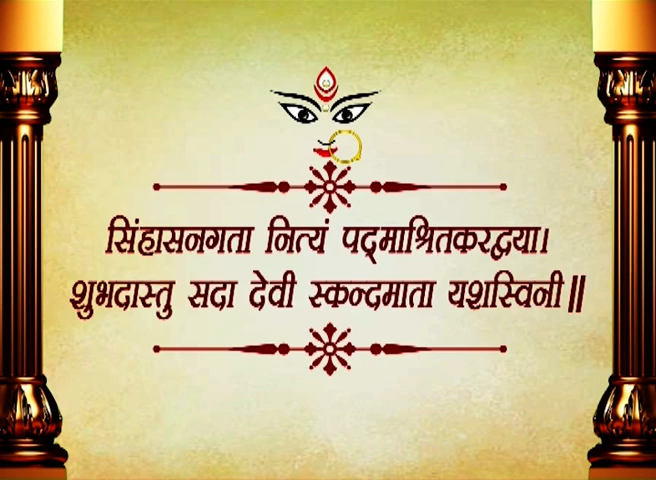 सिंहासनगता नित्यं पद्माश्रितकरद्वया।
शुभदास्तु सदा देवी स्कन्दमाता यशस्विनी॥